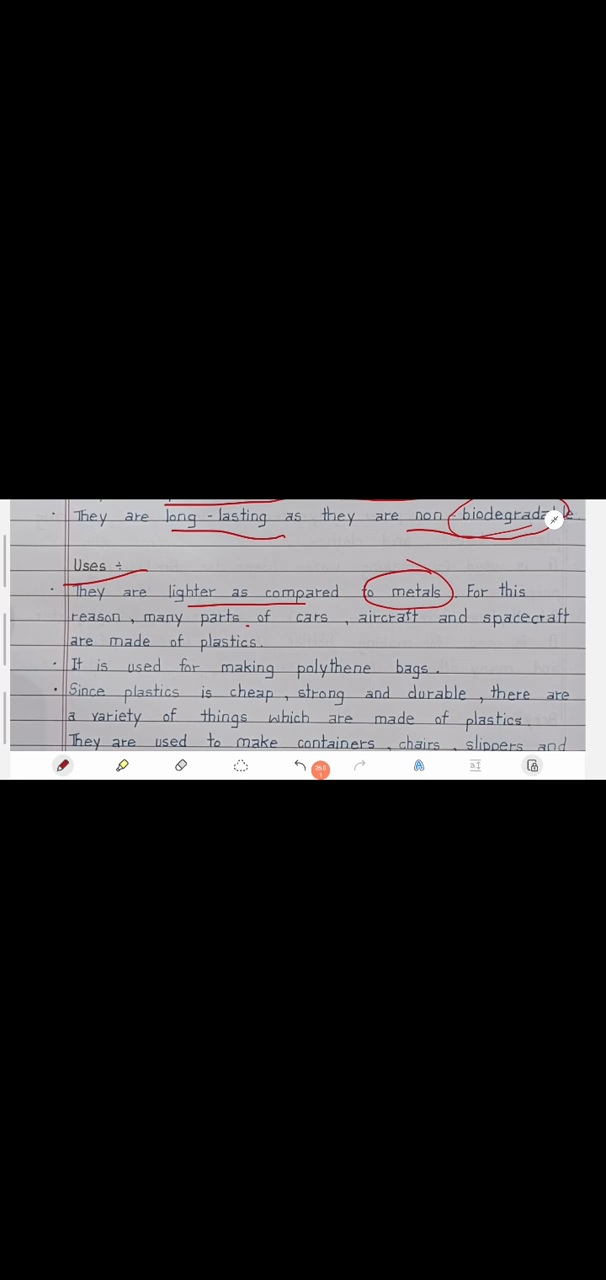 • They are long-lasting as they are non-biodegradable.
Uses ÷
• They are lighter as compared to metals. For this
reason, many parts of cars, aircraft and spacecraft
are made of plastics.
• It is used for making polythene bags.
• Since plastics is cheap, strong and durable, there are
a variety of things which are made of plastics.
They are used to make containers, chairs, slippers and